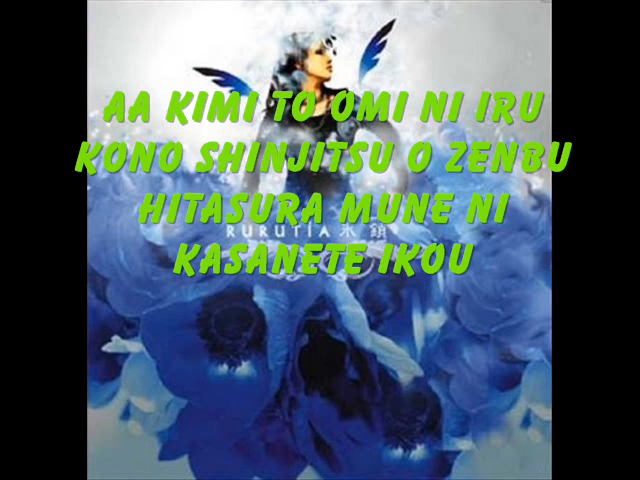 AA KIMI TO OMI NI IRU
KONO SHINJITSU O ZENBU
HITASURA MUNE NI
RURUTIA 氷鎖
KASANETE IKOU